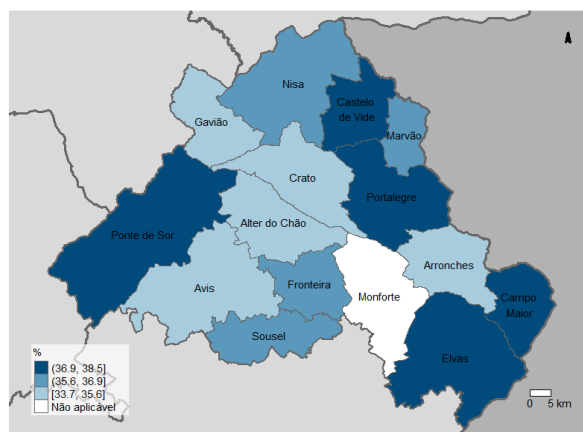 Nisa
Castelo
de Vide
Gavião
Marvão
Crato
Portalegre
Alter do Chão
Ponte de Sor
Arronches
Avis
Fronteira
Monforte
Campo
Maior
Sousel
Elvas
%
(36.9, 38.5]
(35.6, 36.9]
[33.7, 35.6]
Não aplicável
5 km